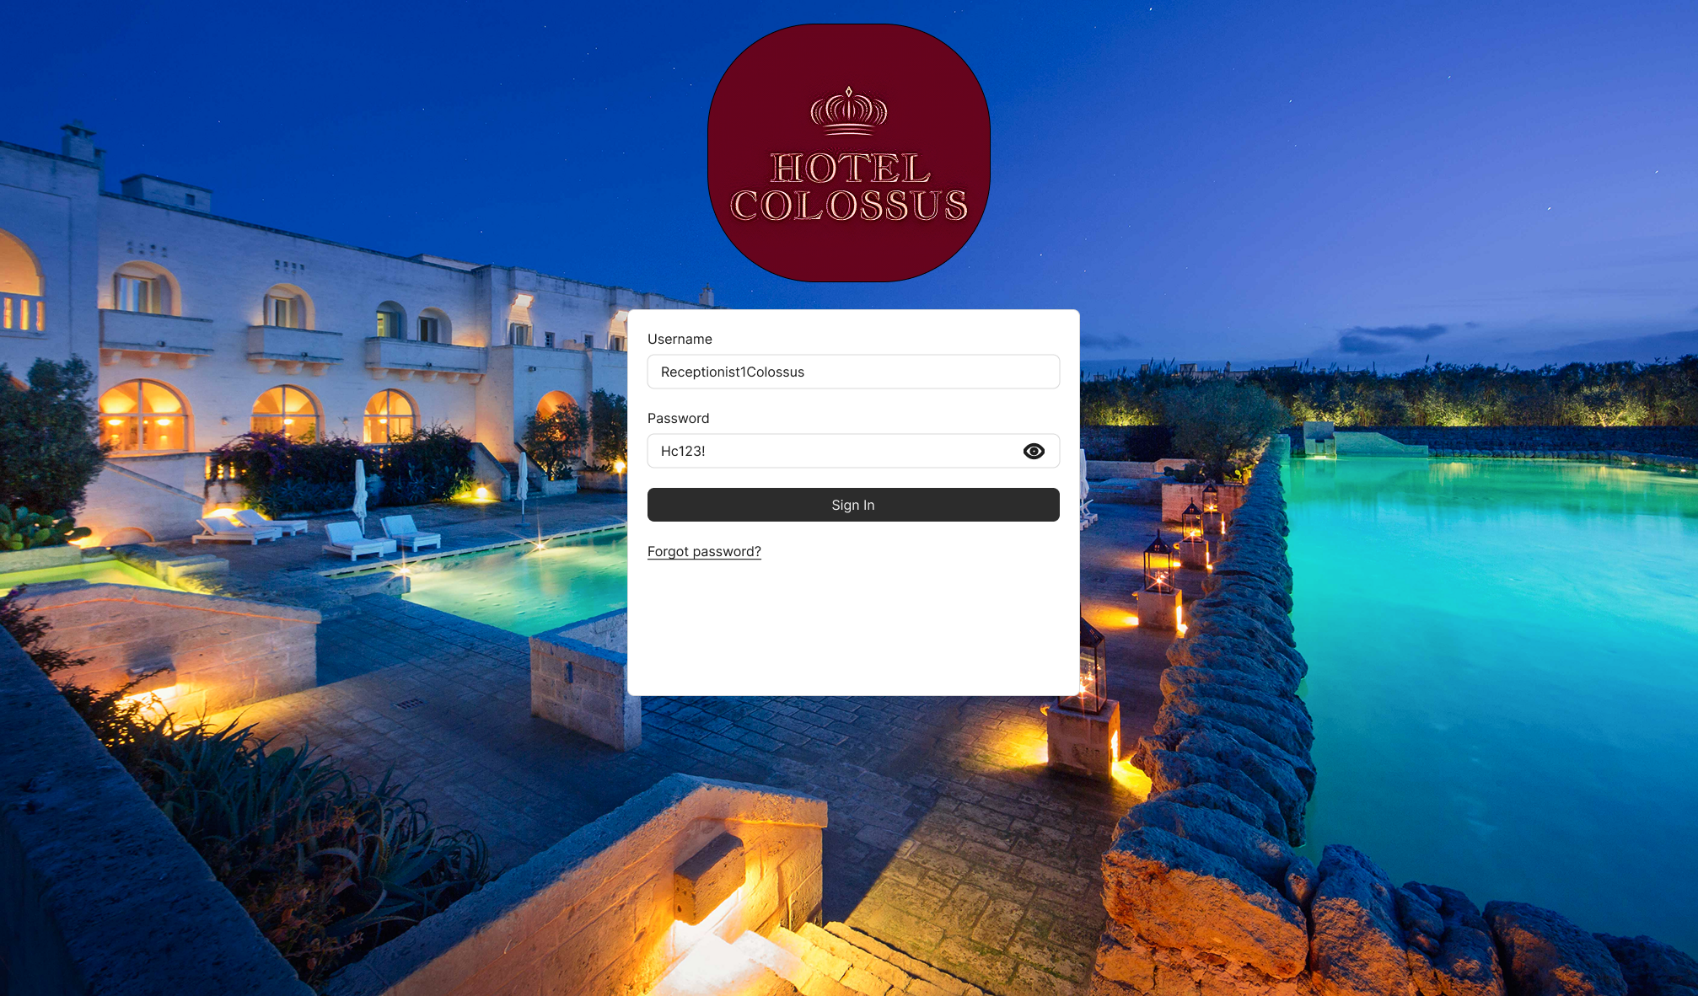 HOTEL
COLOSSUS
Username
Receptionist1Colossus
Password
Hc123!
Sign In
Forgot password?